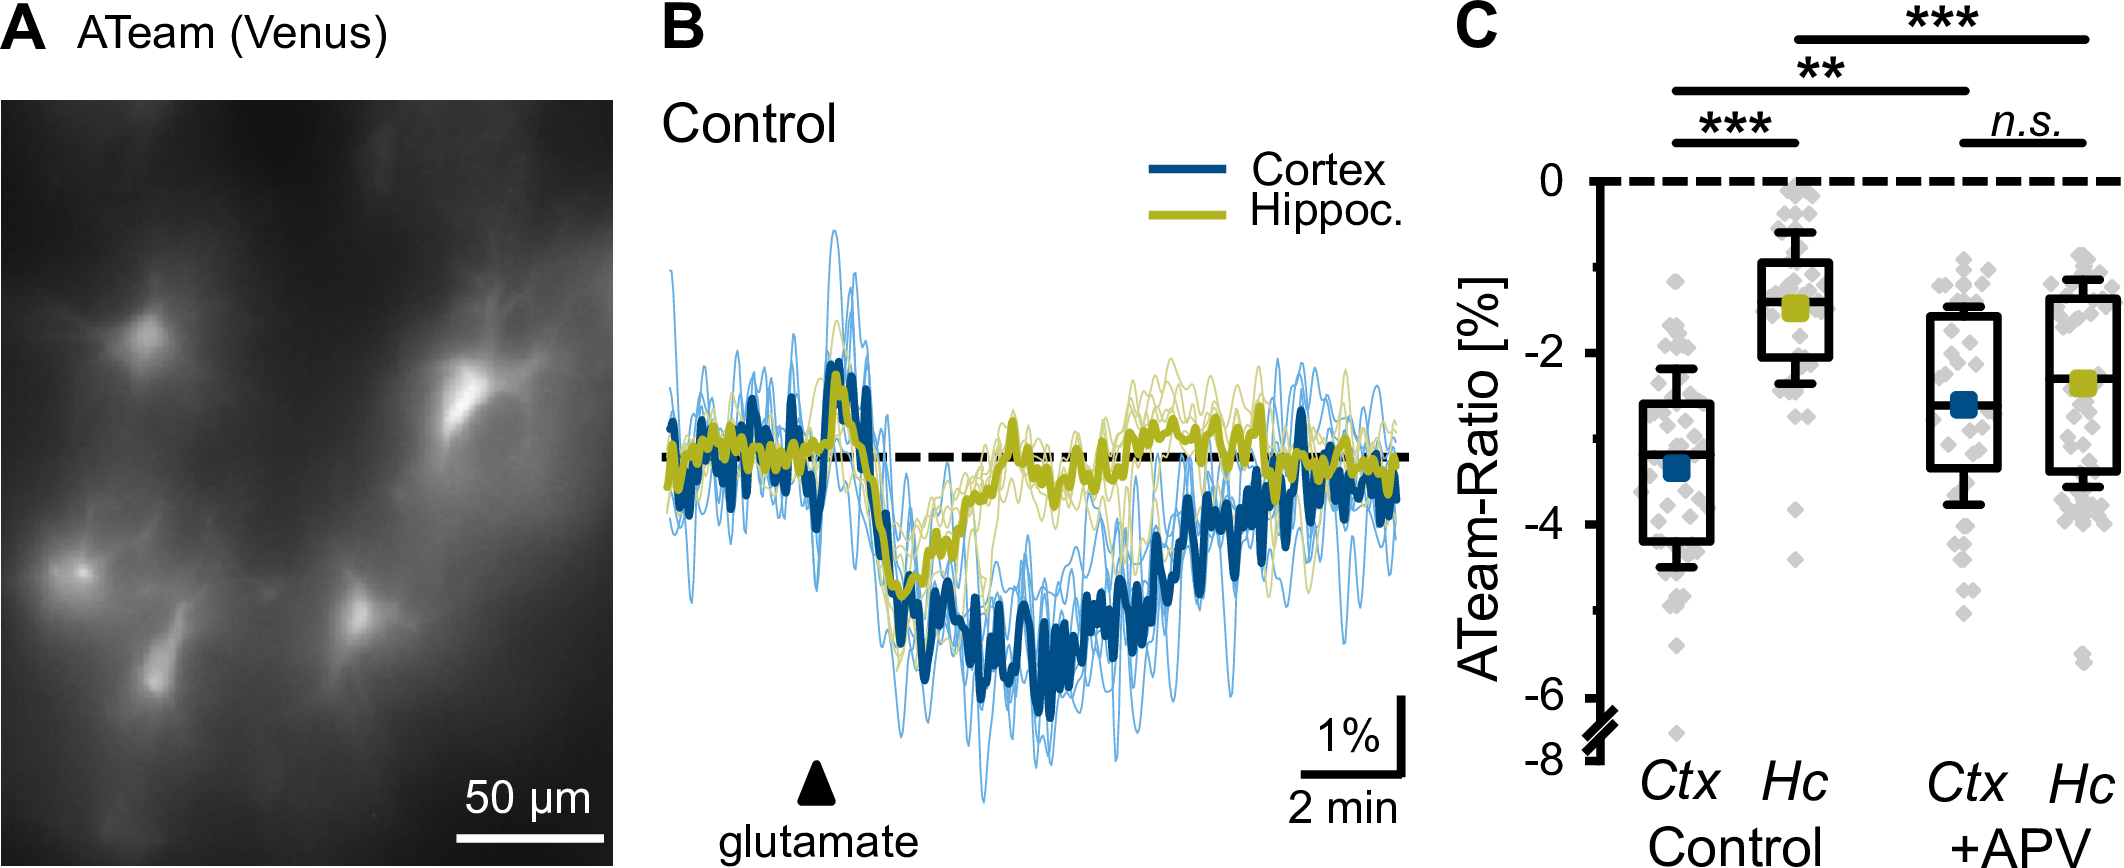 A ATeam (Venus)
50 µm
B
Control
Cortex
Hippoc.
1%
2 min
glutamate
C
***
**
***
n.s.
ATeam-Ratio [%]
0
-2
-4
-6
-8
Ctx Hc Ctx Hc
Control +APV